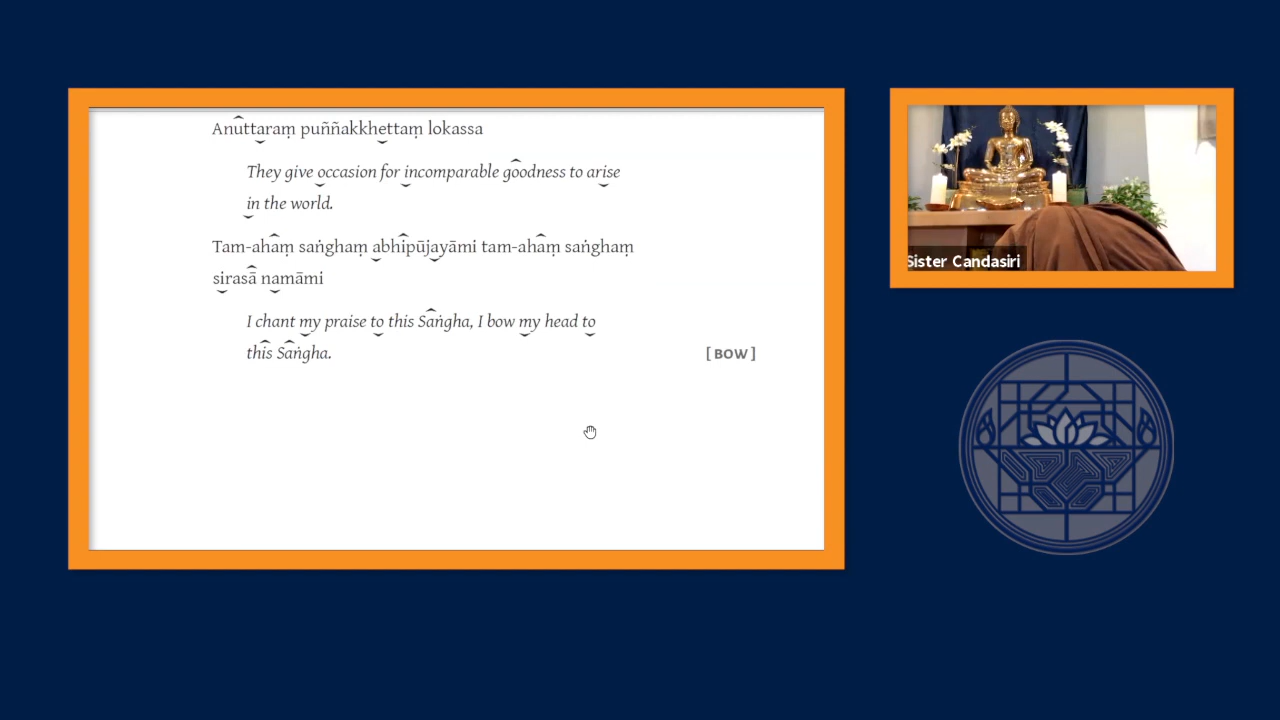 Anuttaraṃ puññakkhettaṃ lokassa
They give occasion for incomparable goodness to arise
in the world.
Tam-ahaṃ saṅghaṃ abhipūjayāmi tam-ahaṃ saṅghaṃ
sirasā namāmi
I chant my praise to this Saṅgha, I bow my head to
this Saṅgha.
[ BOW ]
Sister Candasiri